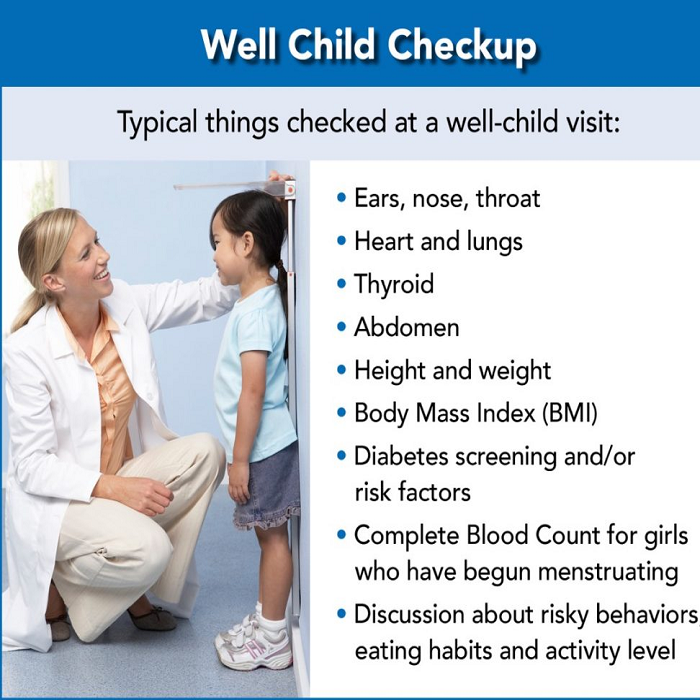 Well Child Checkup
Typical things checked at a well-child visit:
• Ears, nose, throat
• Heart and lungs
• Thyroid
• Abdomen
• Height and weight
• Body Mass Index (BMI)
• Diabetes screening and/or
risk factors
• Complete Blood Count for girls
who have begun menstruating
• Discussion about risky behaviors,
eating habits and activity level